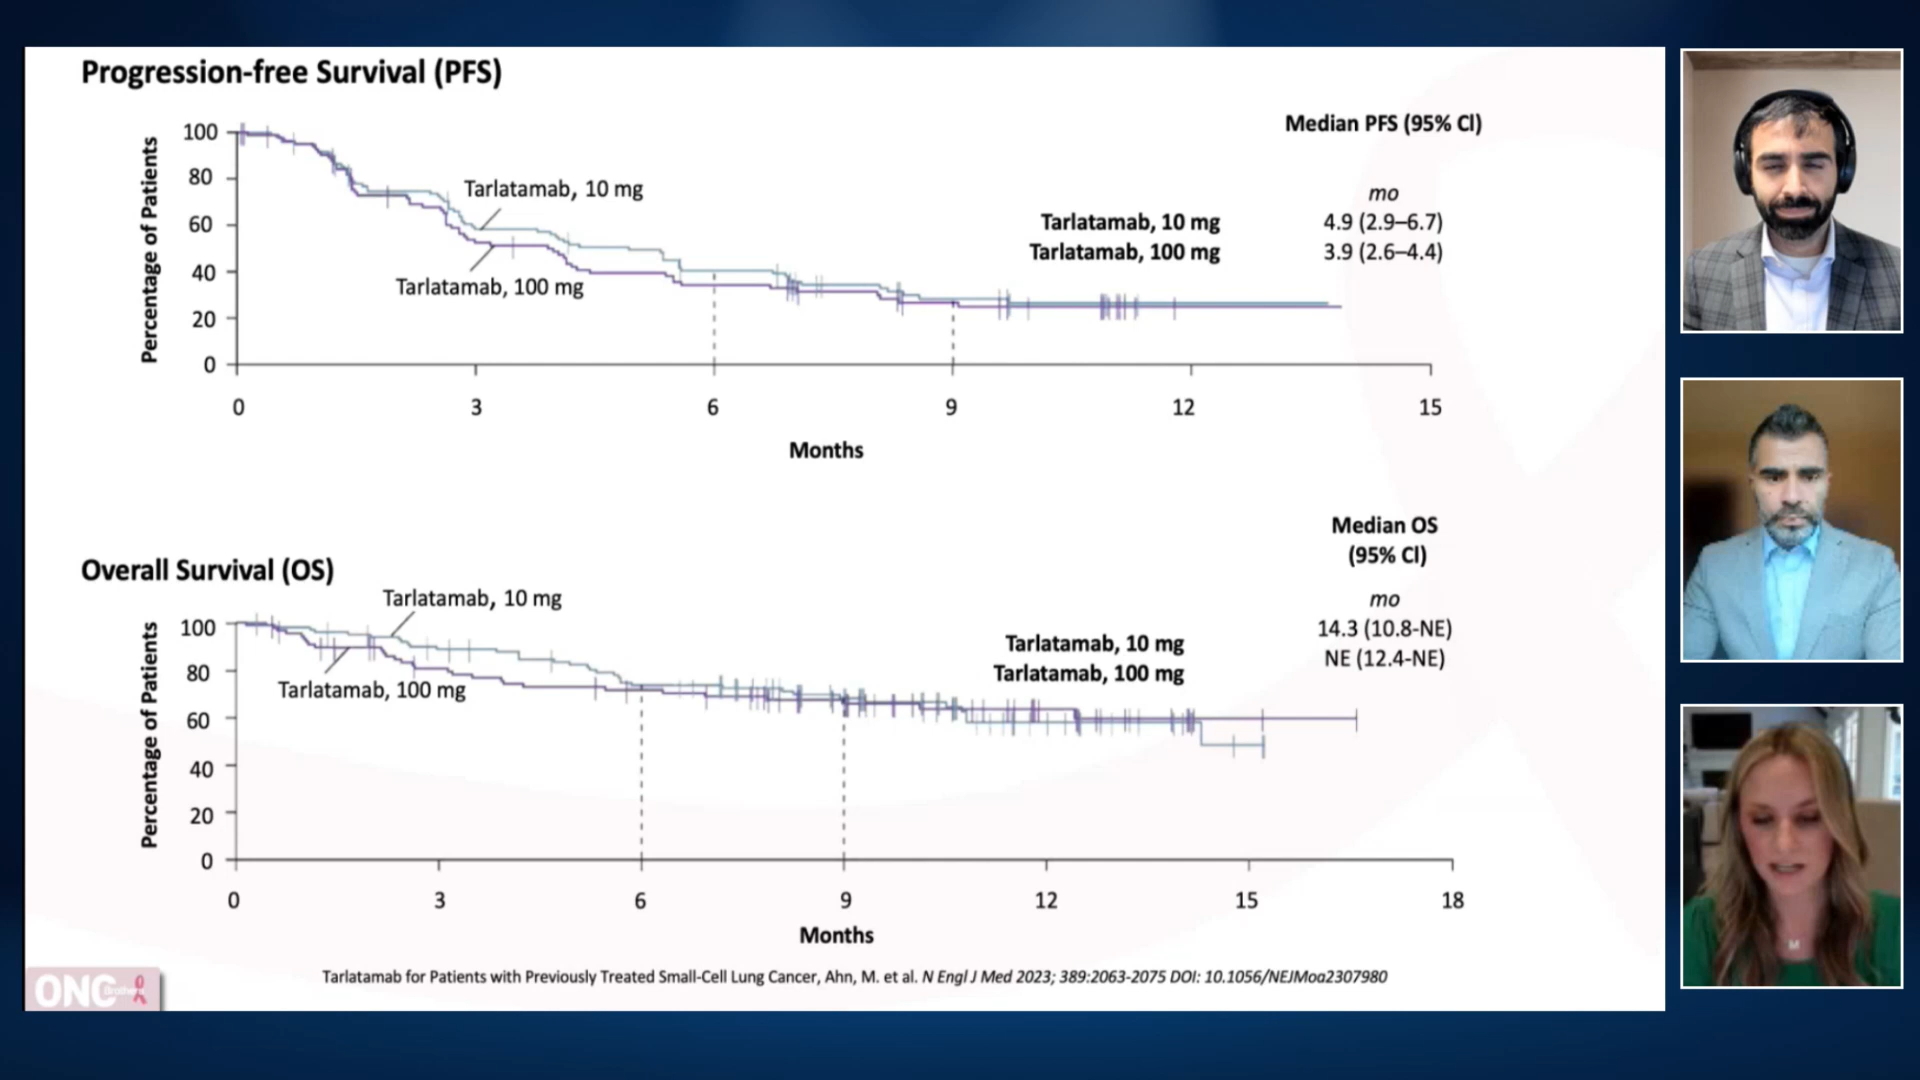 Progression-free Survival (PFS)
Median PFS (95% CI)
Percentage of Patients
100
80
60
40
20
0
Tarlatamab, 10 mg
Tarlatamab, 100 mg
mo
Tarlatamab, 10 mg 4.9 (2.9–6.7)
Tarlatamab, 100 mg 3.9 (2.6–4.4)
0 3 6 9 12 15
Months
Overall Survival (OS)
Median OS
(95% CI)
Percentage of Patients
100
80
60
40
20
0
Tarlatamab, 10 mg
Tarlatamab, 100 mg
mo
Tarlatamab, 10 mg 14.3 (10.8-NE)
Tarlatamab, 100 mg NE (12.4-NE)
0 3 6 9 12 15 18
Months
Tarlatamab for Patients with Previously Treated Small-Cell Lung Cancer, Ahn, M. et al. N Engl J Med 2023; 389:2063-2075 DOI: 10.1056/NEJMoa2307980
ONC Brothers
M